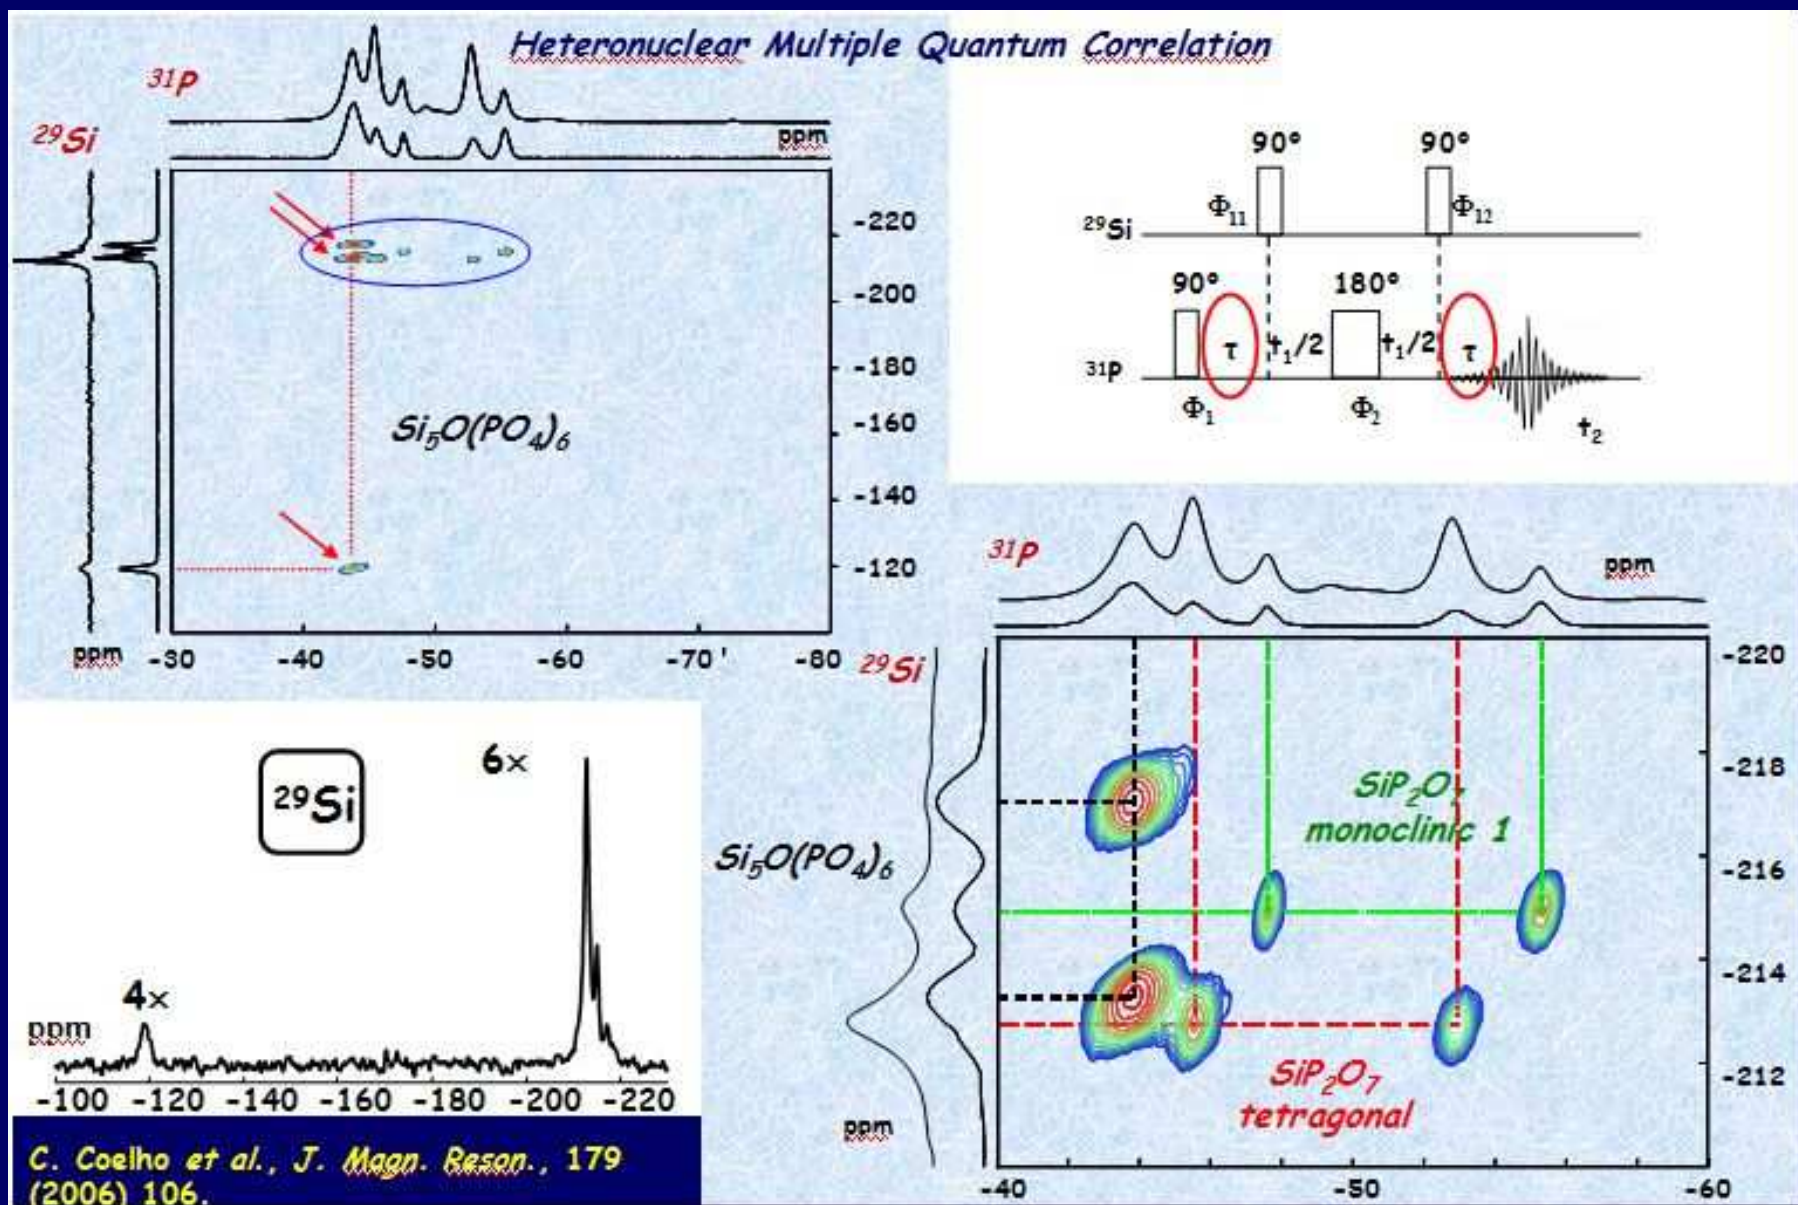 Heteronuclear Multiple Quantum Correlation
31P
29Si
ppm
-220
-200
-180
-160
-140
-120
Si5O(PO4)6
ppm -30 -40 -50 -60 -70 -80
90° 90°
Φ11 Φ12
29Si
90° 180°
τ t1/2 t1/2 τ
31P
Φ1 Φ2 t2
31P
ppm
29Si
-220
-218
-216
-214
-212
SiP2O7
monoclinic 1
Si5O(PO4)6
SiP2O7
tetragonal
ppm
-40 -50 -60
29Si
6×
4×
ppm
-100 -120 -140 -160 -180 -200 -220
C. Coelho et al., J. Magn. Reson., 179
(2006) 106.